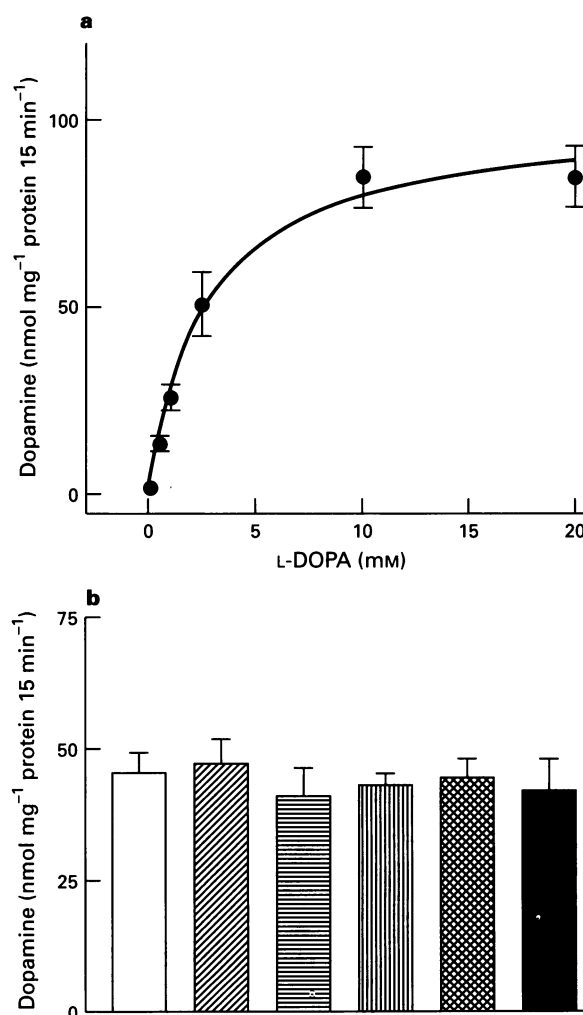 a
Dopamine (nmol mg⁻¹ protein 15 min⁻¹)
100
50
0
0 5 10 15 20
L-DOPA (mM)
b
Dopamine (nmol mg⁻¹ protein 15 min⁻¹)
75
50
25
0